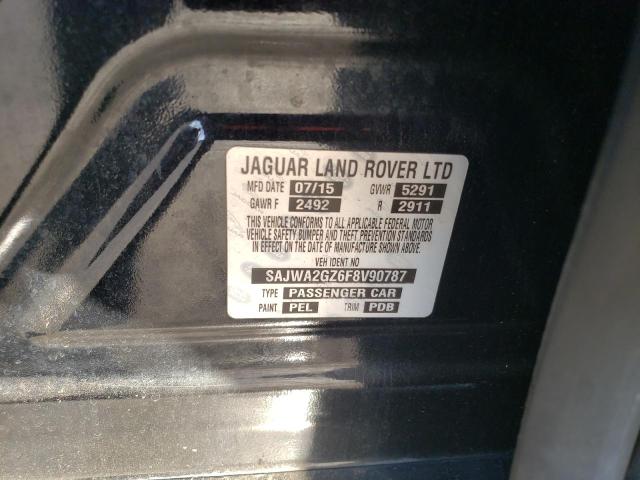 JAGUAR LAND ROVER LTD
MFD DATE 07/15 GVWR 5291
GAWR F 2492 R 2911
THIS VEHICLE CONFORMS TO ALL APPLICABLE FEDERAL MOTOR
VEHICLE SAFETY BUMPER AND THEFT PREVENTION STANDARDS
IN EFFECT ON THE DATE OF MANUFACTURE SHOWN ABOVE.
VEH IDENT NO
SAJWA2GZ6F8V90787
TYPE PASSENGER CAR
PAINT PEL TRIM PDB